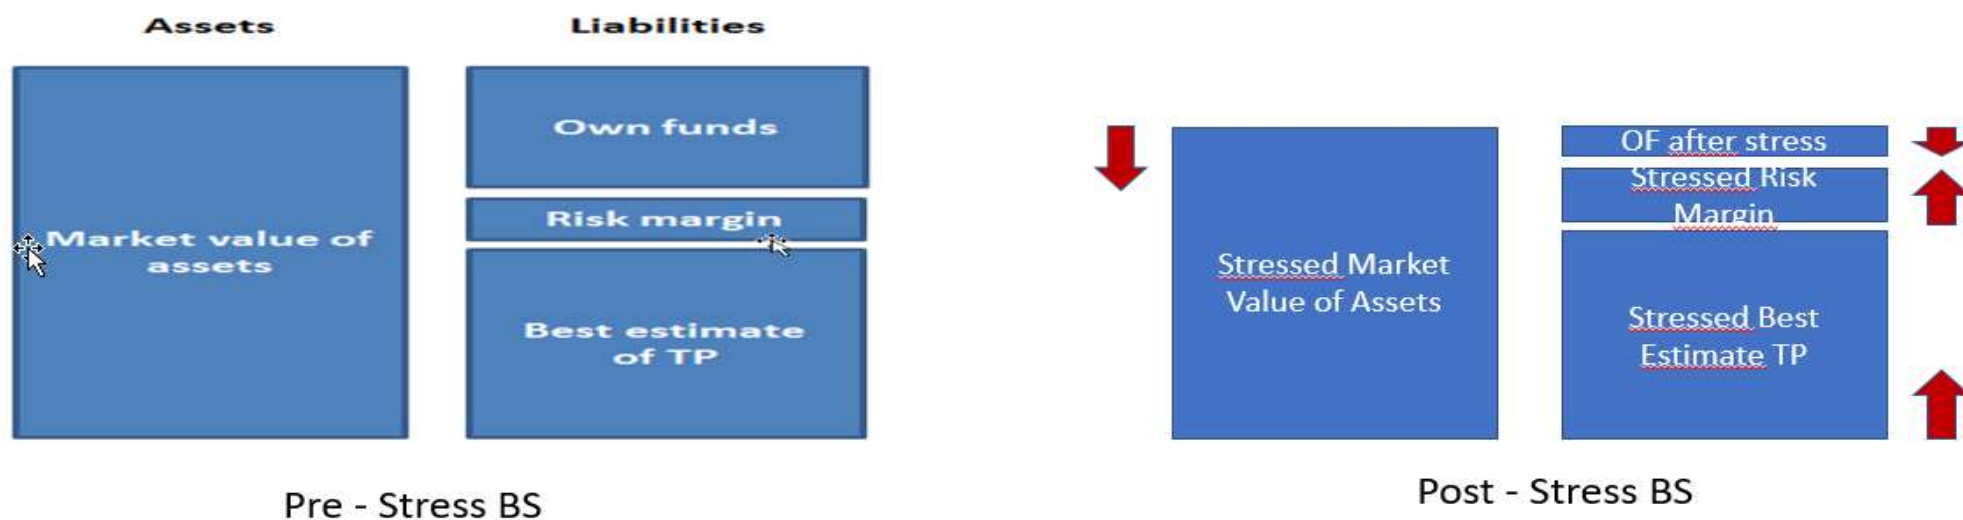 Assets
Liabilities
Market value of
assets
Own funds
Risk margin
Best estimate
of TP
Pre - Stress BS
Stressed Market
Value of Assets
OF after stress
Stressed Risk
Margin
Stressed Best
Estimate TP
Post - Stress BS